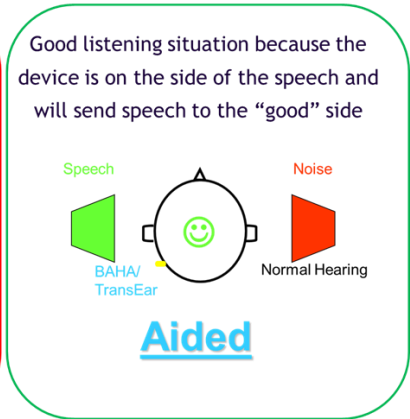 Good listening situation because the
device is on the side of the speech and
will send speech to the “good” side
Speech
Noise
BAHA/
TransEar
Normal Hearing
Aided